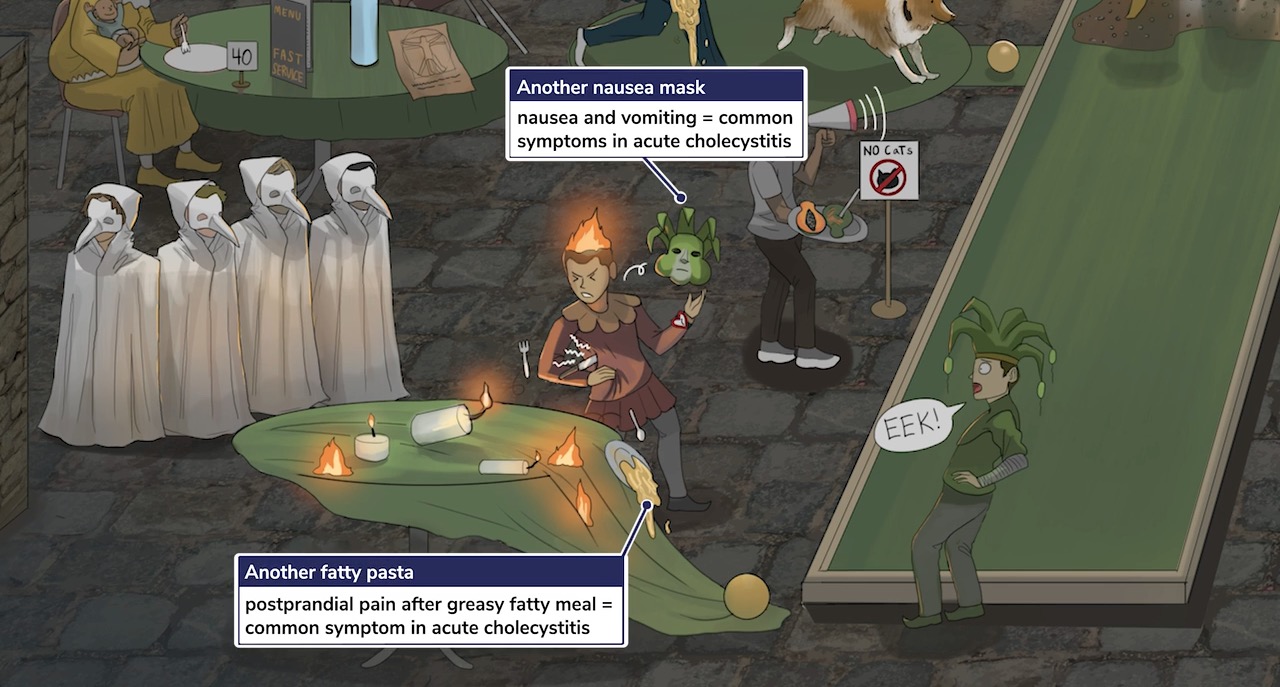 MENU
FAST
SERVICE
40
Another nausea mask
nausea and vomiting = common
symptoms in acute cholecystitis
NO CaTs
EEK!
Another fatty pasta
postprandial pain after greasy fatty meal =
common symptom in acute cholecystitis